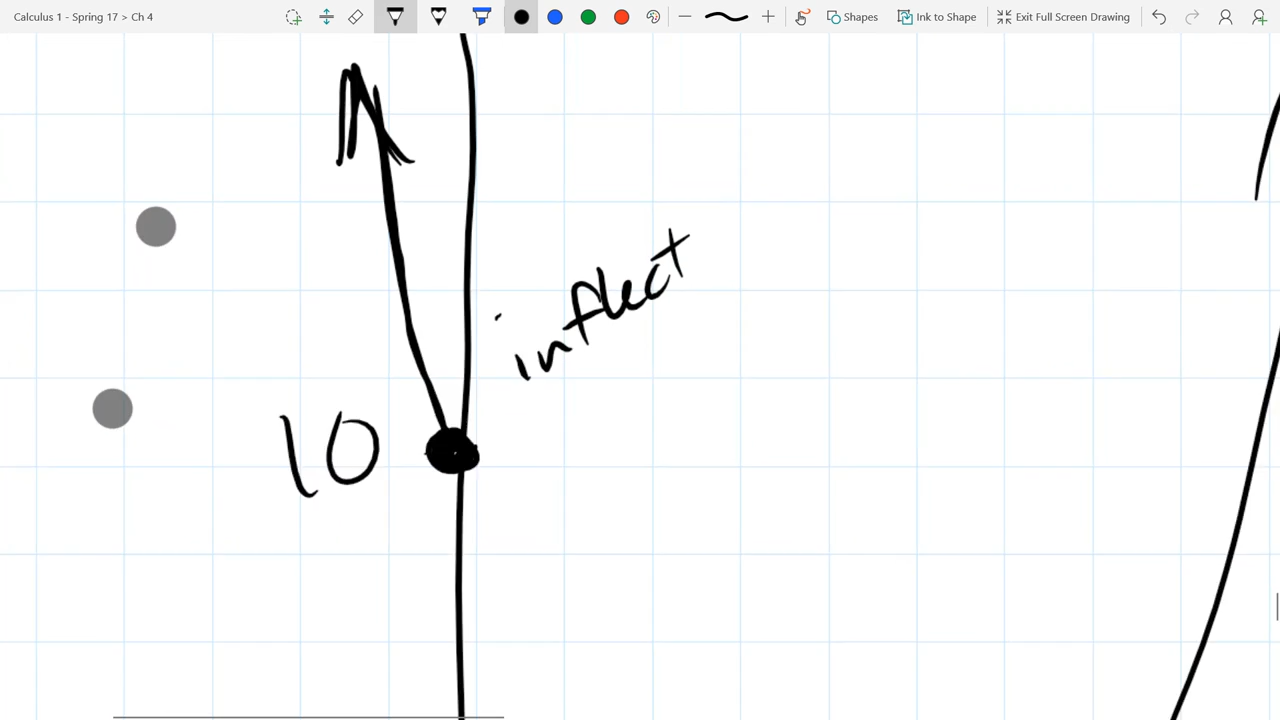 Calculus 1 - Spring 17 > Ch 4
Shapes
Ink to Shape
Exit Full Screen Drawing
inflect
10